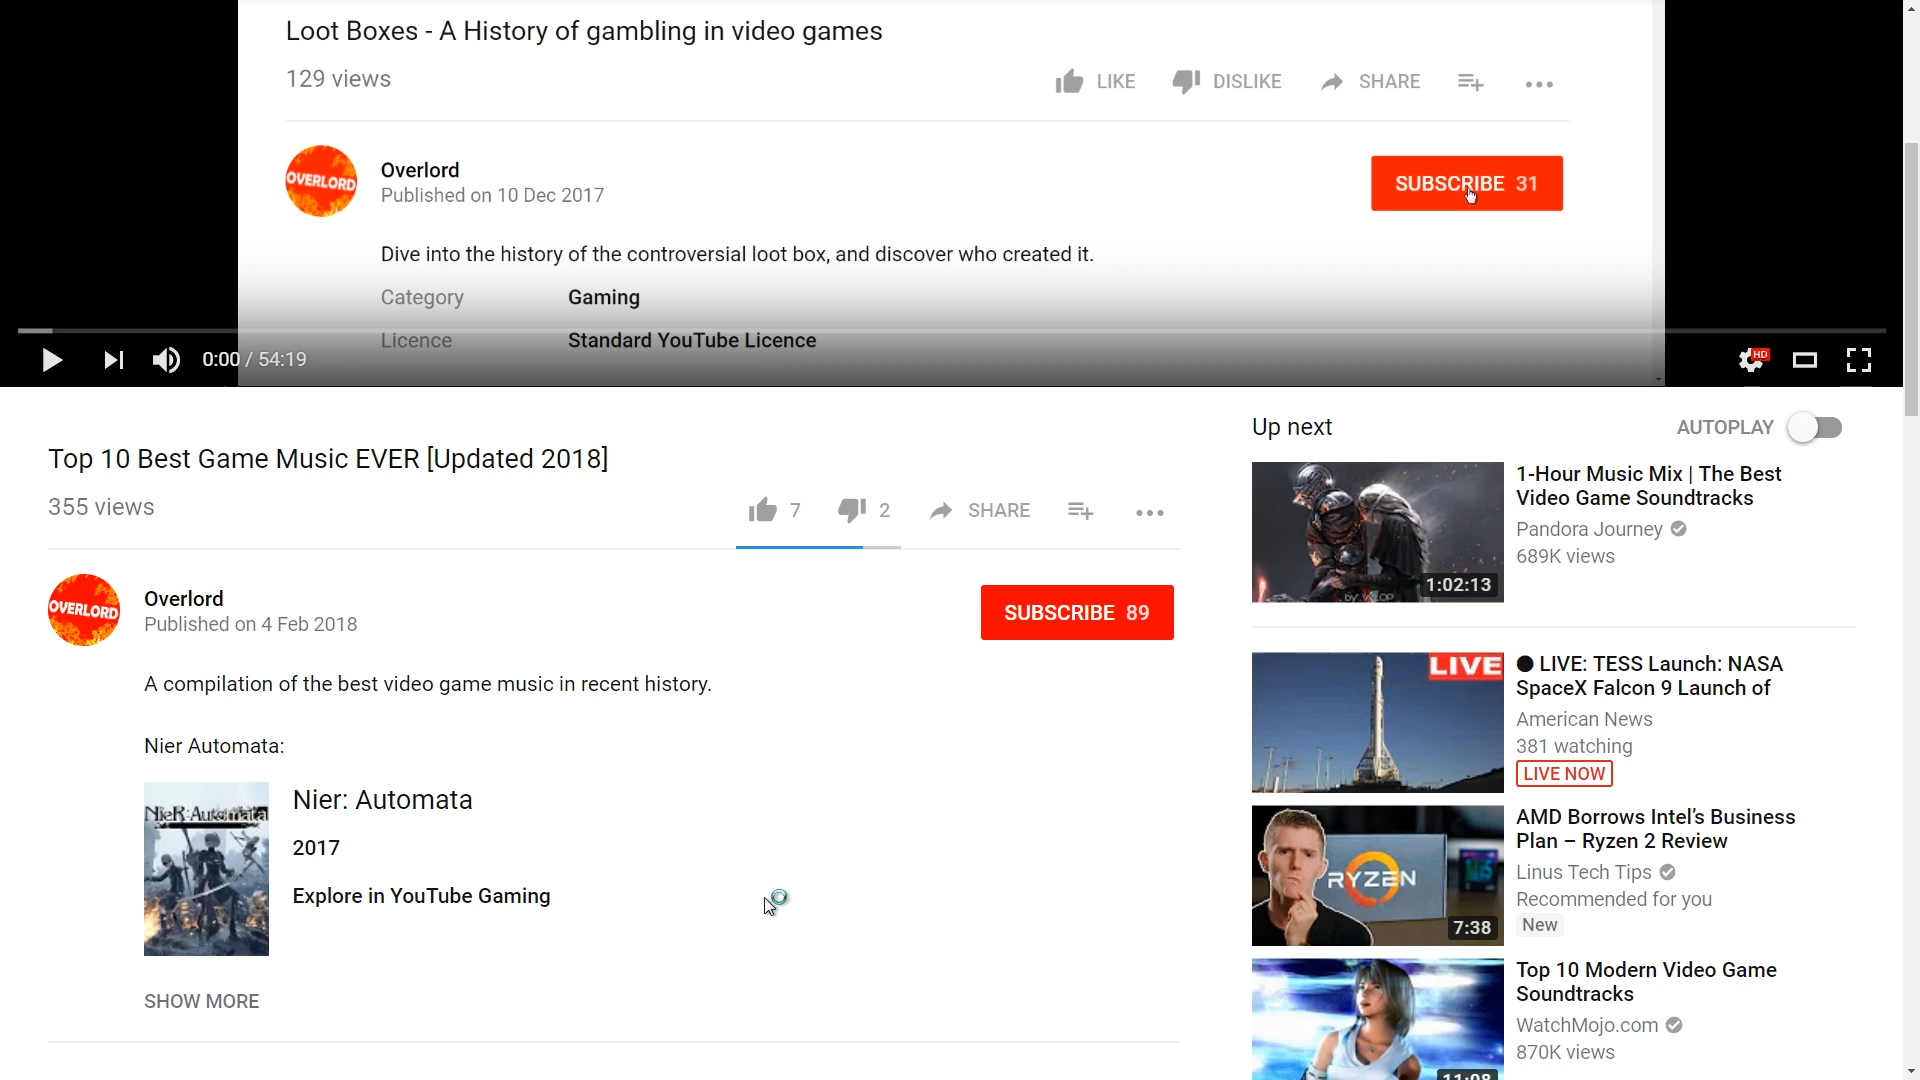 Loot Boxes - A History of gambling in video games
129 views
LIKE DISLIKE SHARE
OVERLORD
Overlord
Published on 10 Dec 2017
SUBSCRIBE 31
Dive into the history of the controversial loot box, and discover who created it.
Category Gaming
Licence Standard YouTube Licence
0:00 / 54:19
HD
Top 10 Best Game Music EVER [Updated 2018]
355 views
7 2 SHARE
OVERLORD
Overlord
Published on 4 Feb 2018
SUBSCRIBE 89
A compilation of the best video game music in recent history.
Nier Automata:
NieR:Automata
Nier: Automata
2017
Explore in YouTube Gaming
SHOW MORE
Up next
AUTOPLAY
by WLOP
1:02:13
1-Hour Music Mix | The Best
Video Game Soundtracks
Pandora Journey
689K views
LIVE
LIVE: TESS Launch: NASA
SpaceX Falcon 9 Launch of
American News
381 watching
LIVE NOW
RYZEN
7:38
AMD Borrows Intel's Business
Plan – Ryzen 2 Review
Linus Tech Tips
Recommended for you
New
11:08
Top 10 Modern Video Game
Soundtracks
WatchMojo.com
870K views